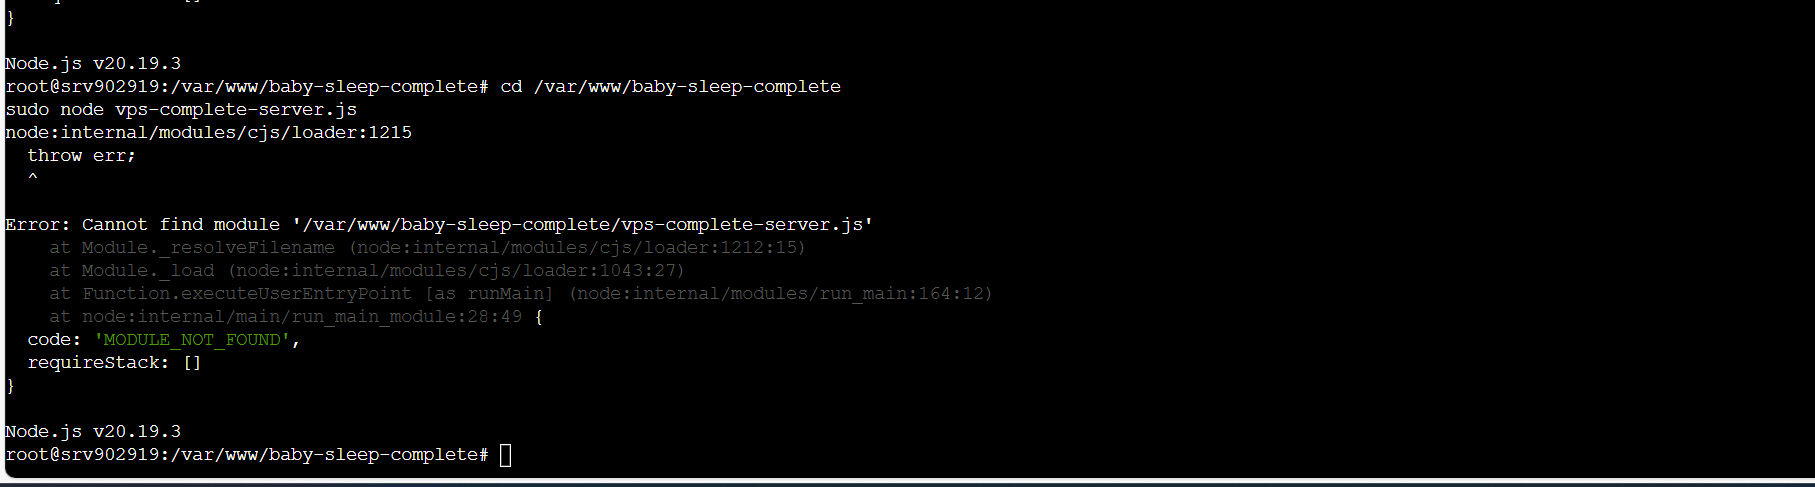 }
Node.js v20.19.3
root@srv902919:/var/www/baby-sleep-complete# cd /var/www/baby-sleep-complete
sudo node vps-complete-server.js
node:internal/modules/cjs/loader:1215
  throw err;
  ^
Error: Cannot find module '/var/www/baby-sleep-complete/vps-complete-server.js'
    at Module._resolveFilename (node:internal/modules/cjs/loader:1212:15)
    at Module._load (node:internal/modules/cjs/loader:1043:27)
    at Function.executeUserEntryPoint [as runMain] (node:internal/modules/run_main:164:12)
    at node:internal/main/run_main_module:28:49 {
  code: 'MODULE_NOT_FOUND',
  requireStack: []
}
Node.js v20.19.3
root@srv902919:/var/www/baby-sleep-complete#